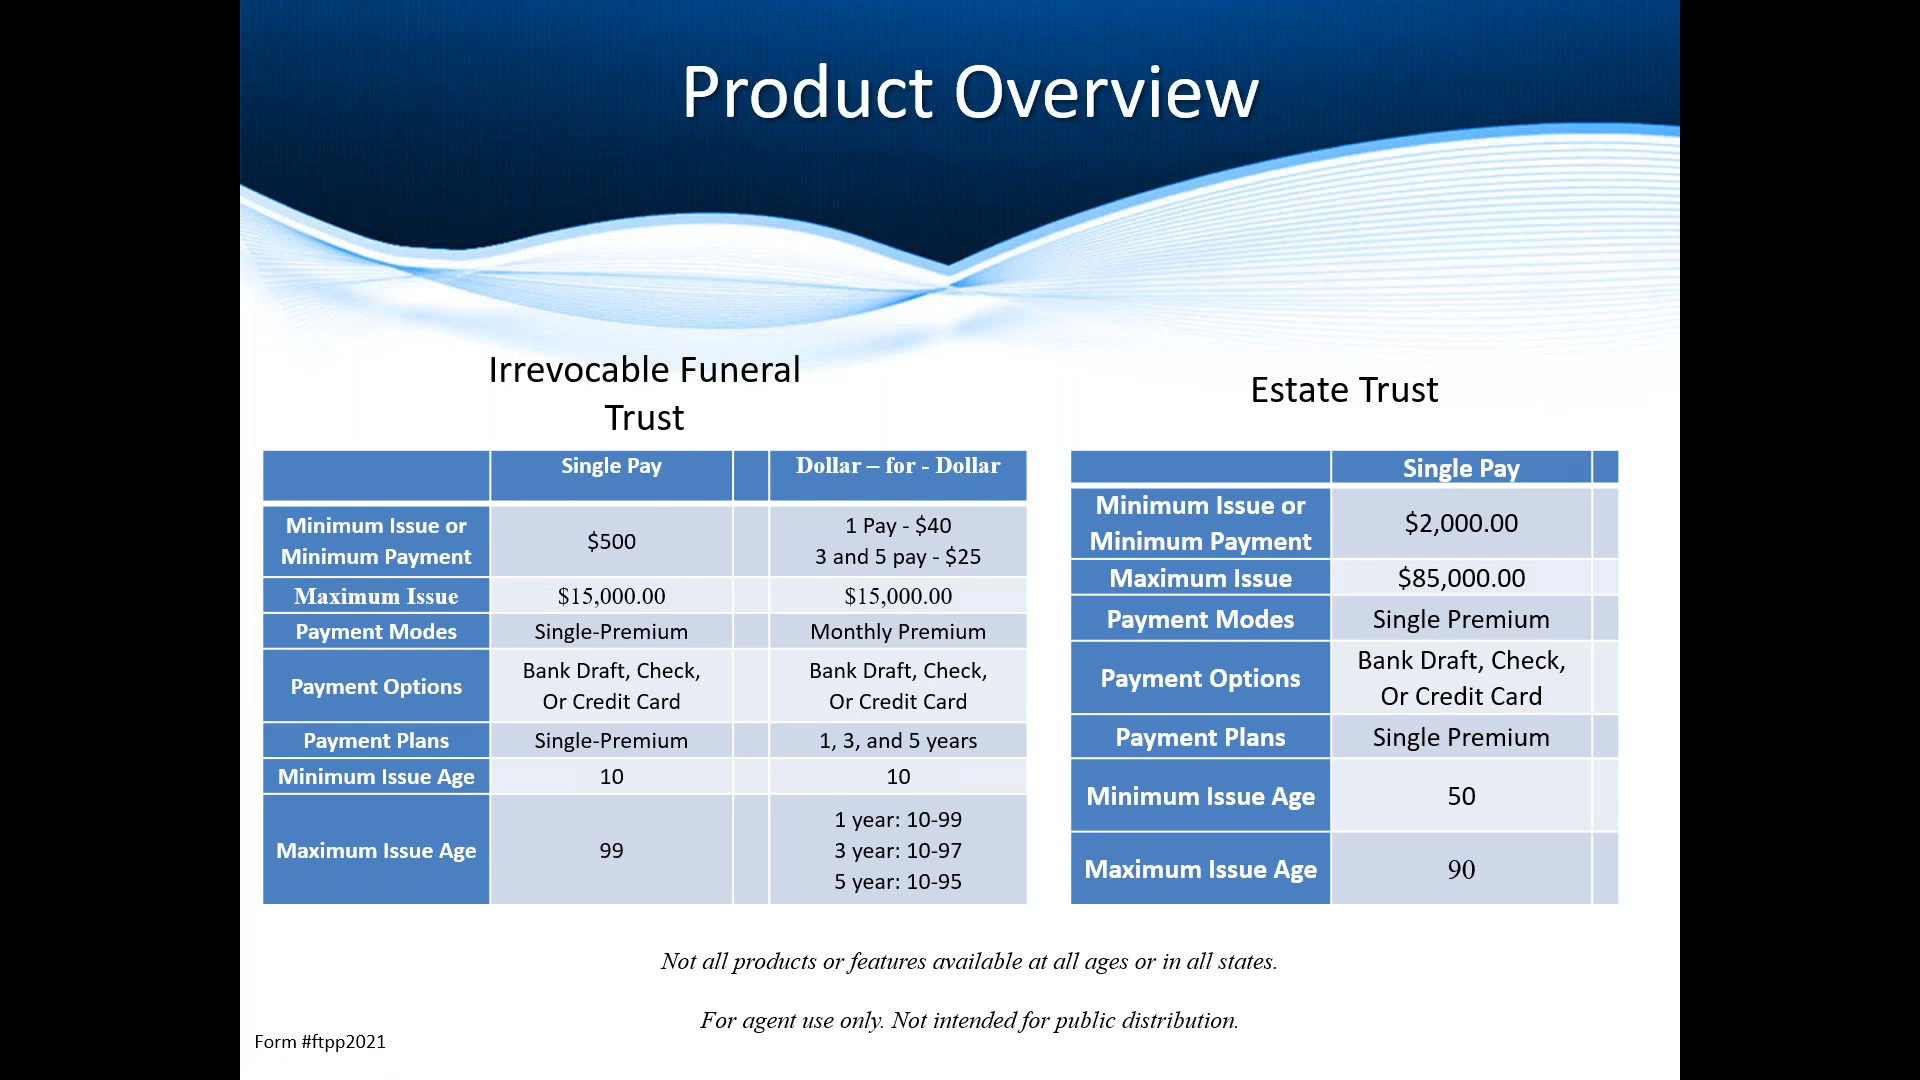 Product Overview
Irrevocable Funeral
Trust
Single Pay Dollar – for - Dollar
Minimum Issue or
Minimum Payment
$500
1 Pay - $40
3 and 5 pay - $25
Maximum Issue $15,000.00 $15,000.00
Payment Modes Single-Premium Monthly Premium
Payment Options
Bank Draft, Check,
Or Credit Card
Bank Draft, Check,
Or Credit Card
Payment Plans Single-Premium 1, 3, and 5 years
Minimum Issue Age 10 10
Maximum Issue Age 99
1 year: 10-99
3 year: 10-97
5 year: 10-95
Estate Trust
Single Pay
Minimum Issue or
Minimum Payment
$2,000.00
Maximum Issue $85,000.00
Payment Modes Single Premium
Payment Options
Bank Draft, Check,
Or Credit Card
Payment Plans Single Premium
Minimum Issue Age 50
Maximum Issue Age 90
Not all products or features available at all ages or in all states.
For agent use only. Not intended for public distribution.
Form #ftpp2021